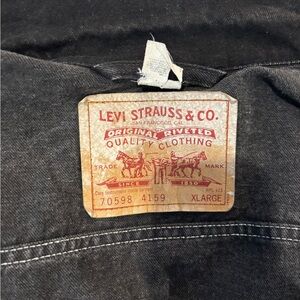 LEVI STRAUSS & CO.
SAN FRANCISCO, CAL.
ORIGINAL RIVETED
QUALITY CLOTHING
TRADE MARK
SINCE 1850
70598 4159 XLARGE